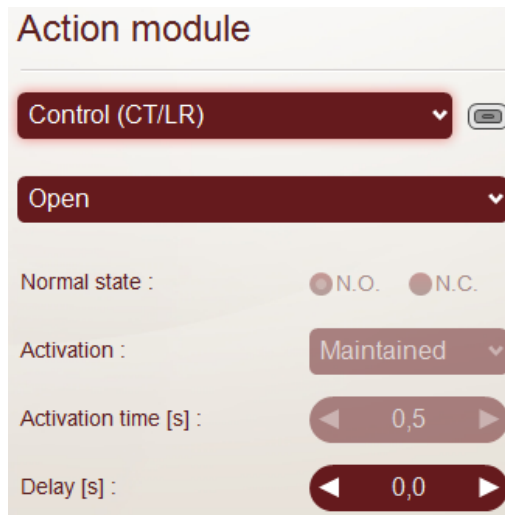 Action module
Control (CT/LR)
Open
Normal state : N.O. N.C.
Activation : Maintained
Activation time [s] : 0,5
Delay [s] : 0,0